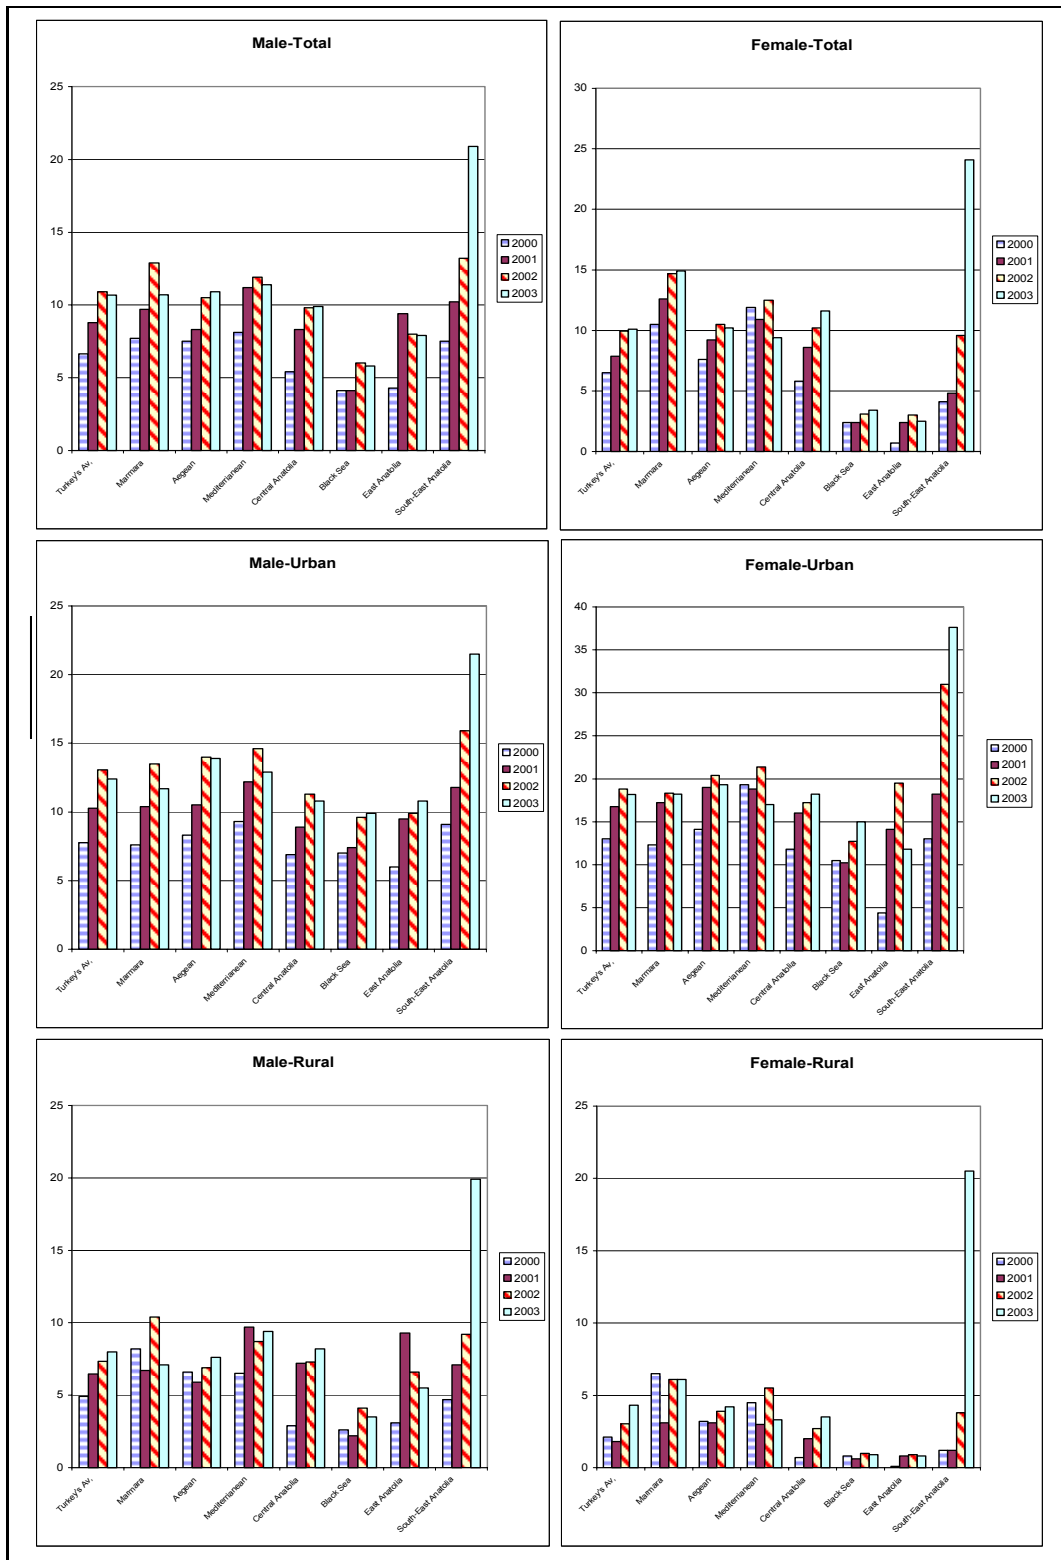 Male-Total
25
20
15
10
5
0
Turkey's Av.
Marmara
Aegean
Mediterranean
Central Anatolia
Black Sea
East Anatolia
South-East Anatolia
2000
2001
2002
2003
Female-Total
30
25
20
15
10
5
0
Turkey's Av.
Marmara
Aegean
Mediterranean
Central Anatolia
Black Sea
East Anatolia
South-East Anatolia
2000
2001
2002
2003
Male-Urban
25
20
15
10
5
0
Turkey's Av.
Marmara
Aegean
Mediterranean
Central Anatolia
Black Sea
East Anatolia
South-East Anatolia
2000
2001
2002
2003
Female-Urban
40
35
30
25
20
15
10
5
0
Turkey's Av.
Marmara
Aegean
Mediterranean
Central Anatolia
Black Sea
East Anatolia
South-East Anatolia
2000
2001
2002
2003
Male-Rural
25
20
15
10
5
0
Turkey's Av.
Marmara
Aegean
Mediterranean
Central Anatolia
Black Sea
East Anatolia
South-East Anatolia
2000
2001
2002
2003
Female-Rural
25
20
15
10
5
0
Turkey's Av.
Marmara
Aegean
Mediterranean
Central Anatolia
Black Sea
East Anatolia
South-East Anatolia
2000
2001
2002
2003